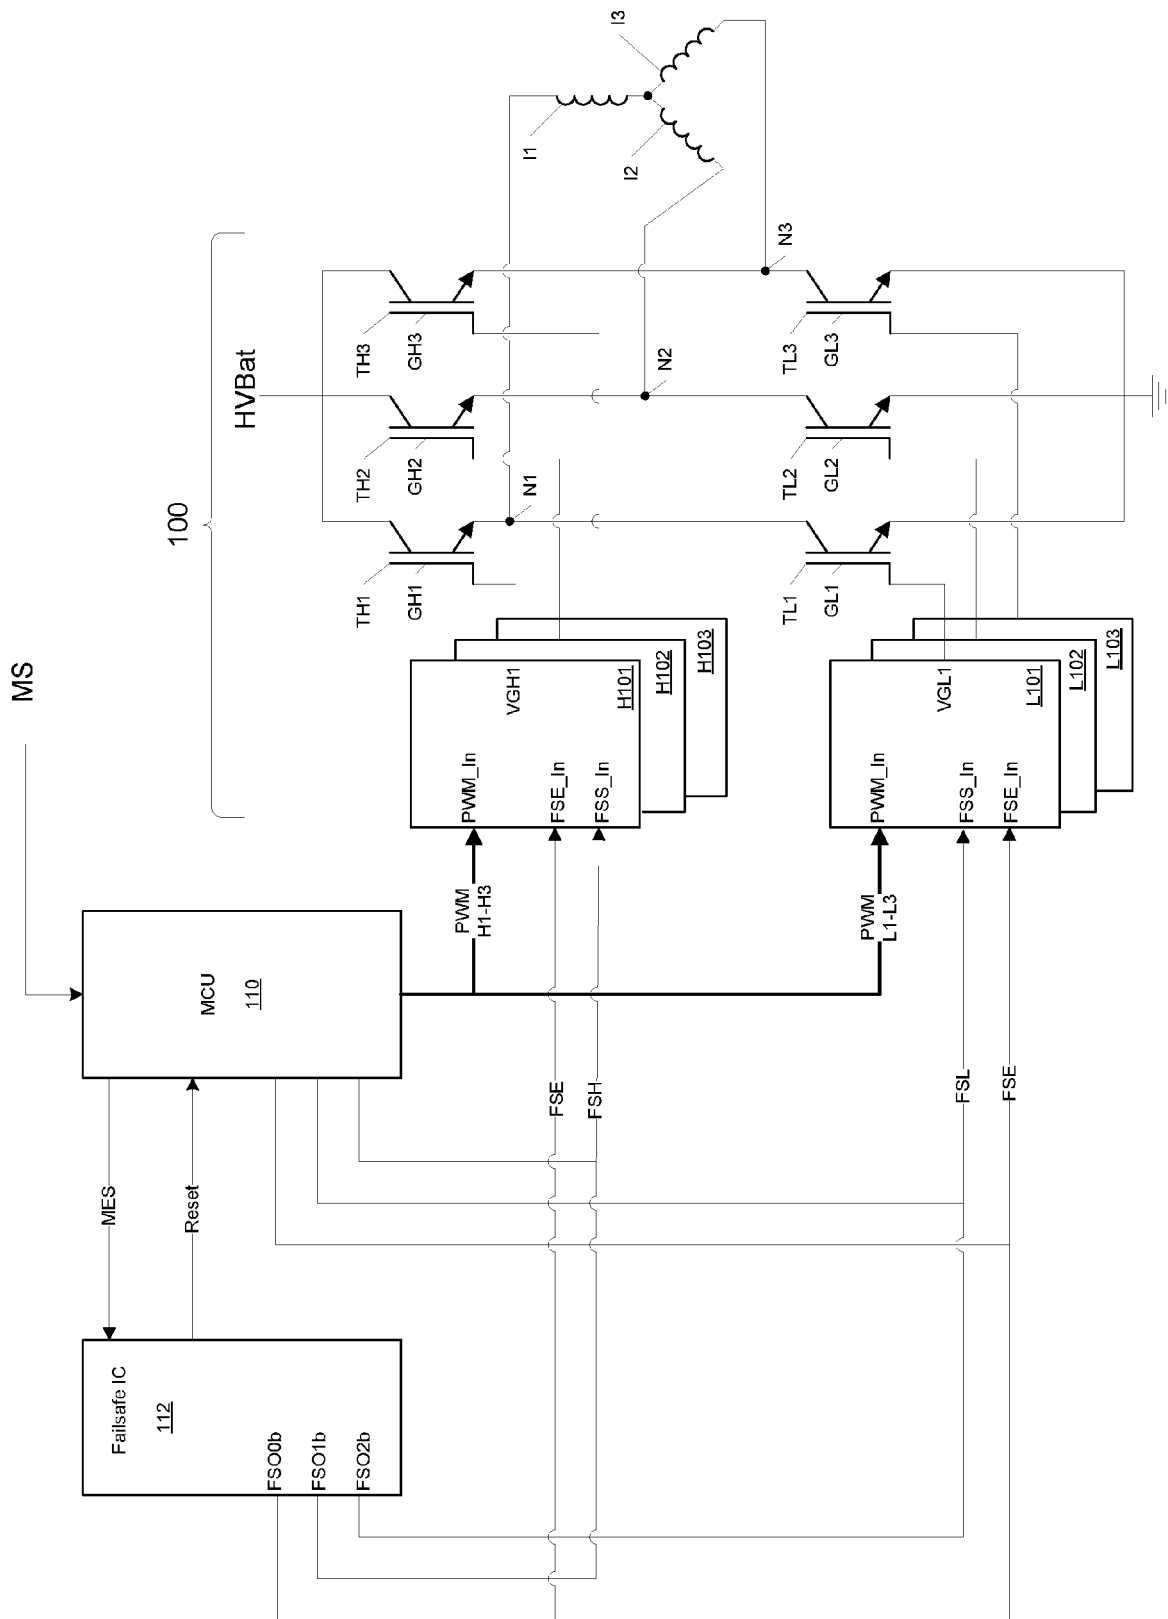 MS
MCU
110
MES
Reset
Failsafe IC
112
FSO0b
FSO1b
FSO2b
100
HVBat
PWM
H1-H3
PWM
L1-L3
FSE
FSH
FSL
FSE
PWM_In
FSE_In
FSS_In
VGH1
H101
H102
H103
PWM_In
FSS_In
FSE_In
VGL1
L101
L102
L103
TH1
GH1
TH2
GH2
TH3
GH3
TL1
GL1
TL2
GL2
TL3
GL3
N1
N2
N3
I1
I2
I3